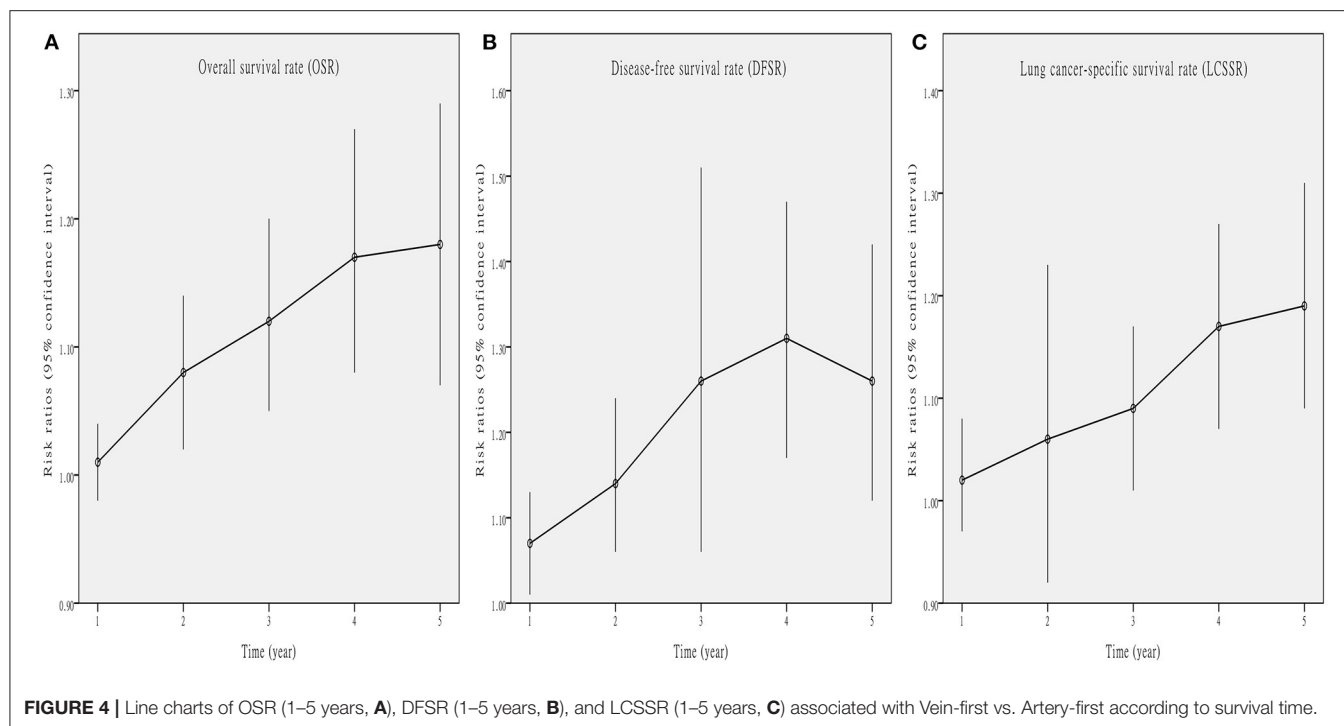 A
Overall survival rate (OSR)
Risk ratios (95% confidence interval)
1.30
1.20
1.10
1.00
0.90
1 2 3 4 5
Time (year)
B
Disease-free survival rate (DFSR)
Risk ratios (95% confidence interval)
1.60
1.50
1.40
1.30
1.20
1.10
1.00
1 2 3 4 5
Time (year)
C
Lung cancer-specific survival rate (LCSSR)
Risk ratios (95% confidence interval)
1.40
1.30
1.20
1.10
1.00
0.90
1 2 3 4 5
Time (year)
FIGURE 4 | Line charts of OSR (1–5 years, A), DFSR (1–5 years, B), and LCSSR (1–5 years, C) associated with Vein-first vs. Artery-first according to survival time.